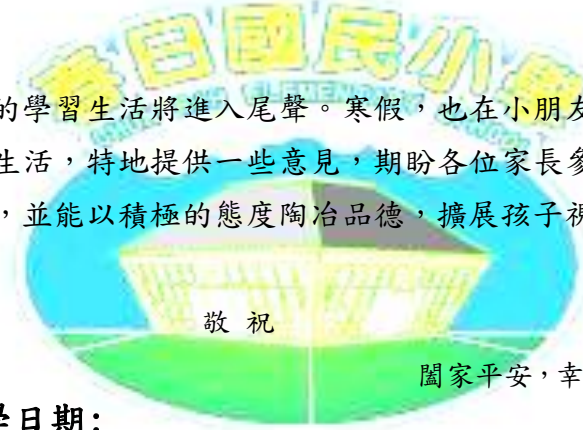 春日國民小學
的學習生活將進入尾聲。寒假,也在小朋友
生活,特地提供一些意見,期盼各位家長參
,並能以積極的態度陶冶品德,擴展孩子視
敬 祝
闔家平安,幸
日期: